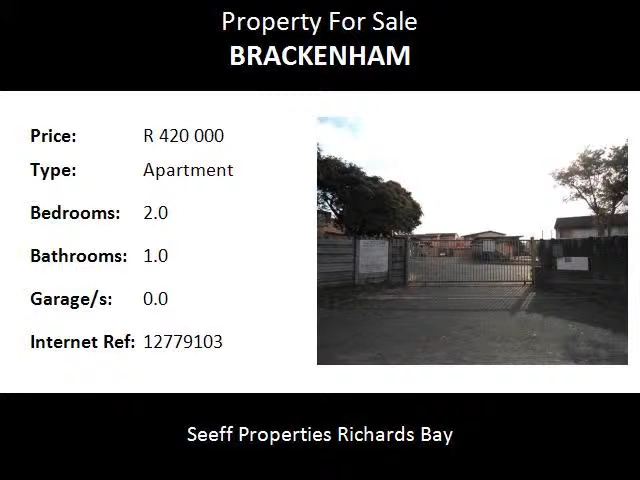 Property For Sale
BRACKENHAM
Price: R 420 000
Type: Apartment
Bedrooms: 2.0
Bathrooms: 1.0
Garage/s: 0.0
Internet Ref: 12779103
Seeff Properties Richards Bay